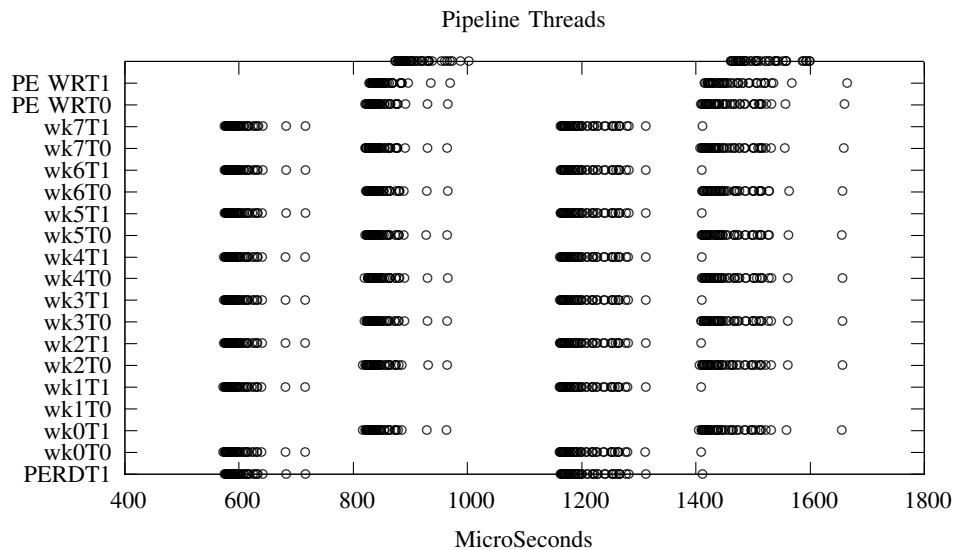 Pipeline Threads
PE WRT1
PE WRT0
wk7T1
wk7T0
wk6T1
wk6T0
wk5T1
wk5T0
wk4T1
wk4T0
wk3T1
wk3T0
wk2T1
wk2T0
wk1T1
wk1T0
wk0T1
wk0T0
PERDT1
400 600 800 1000 1200 1400 1600 1800
MicroSeconds